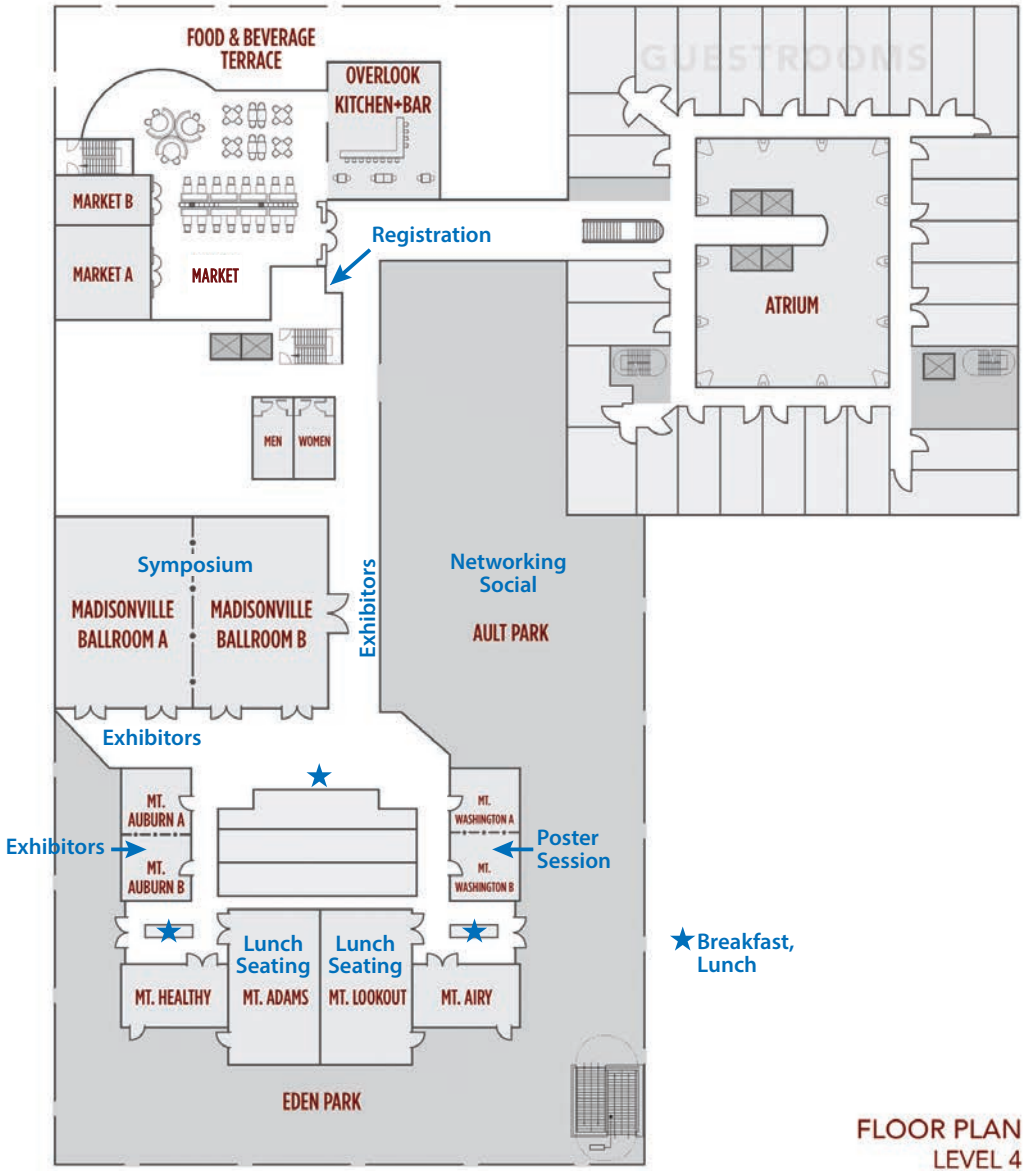 FOOD & BEVERAGE
TERRACE
OVERLOOK
KITCHEN+BAR
GUESTROOMS
MARKET B
MARKET A
MARKET
Registration
ATRIUM
MEN
WOMEN
Symposium
MADISONVILLE
BALLROOM A
MADISONVILLE
BALLROOM B
Exhibitors
Networking
Social
AULT PARK
Exhibitors
MT.
AUBURN A
Exhibitors
MT.
AUBURN B
MT.
WASHINGTON A
Poster
Session
MT.
WASHINGTON B
Lunch
Seating
Lunch
Seating
Breakfast,
Lunch
MT. HEALTHY
MT. ADAMS
MT. LOOKOUT
MT. AIRY
EDEN PARK
FLOOR PLAN
LEVEL 4